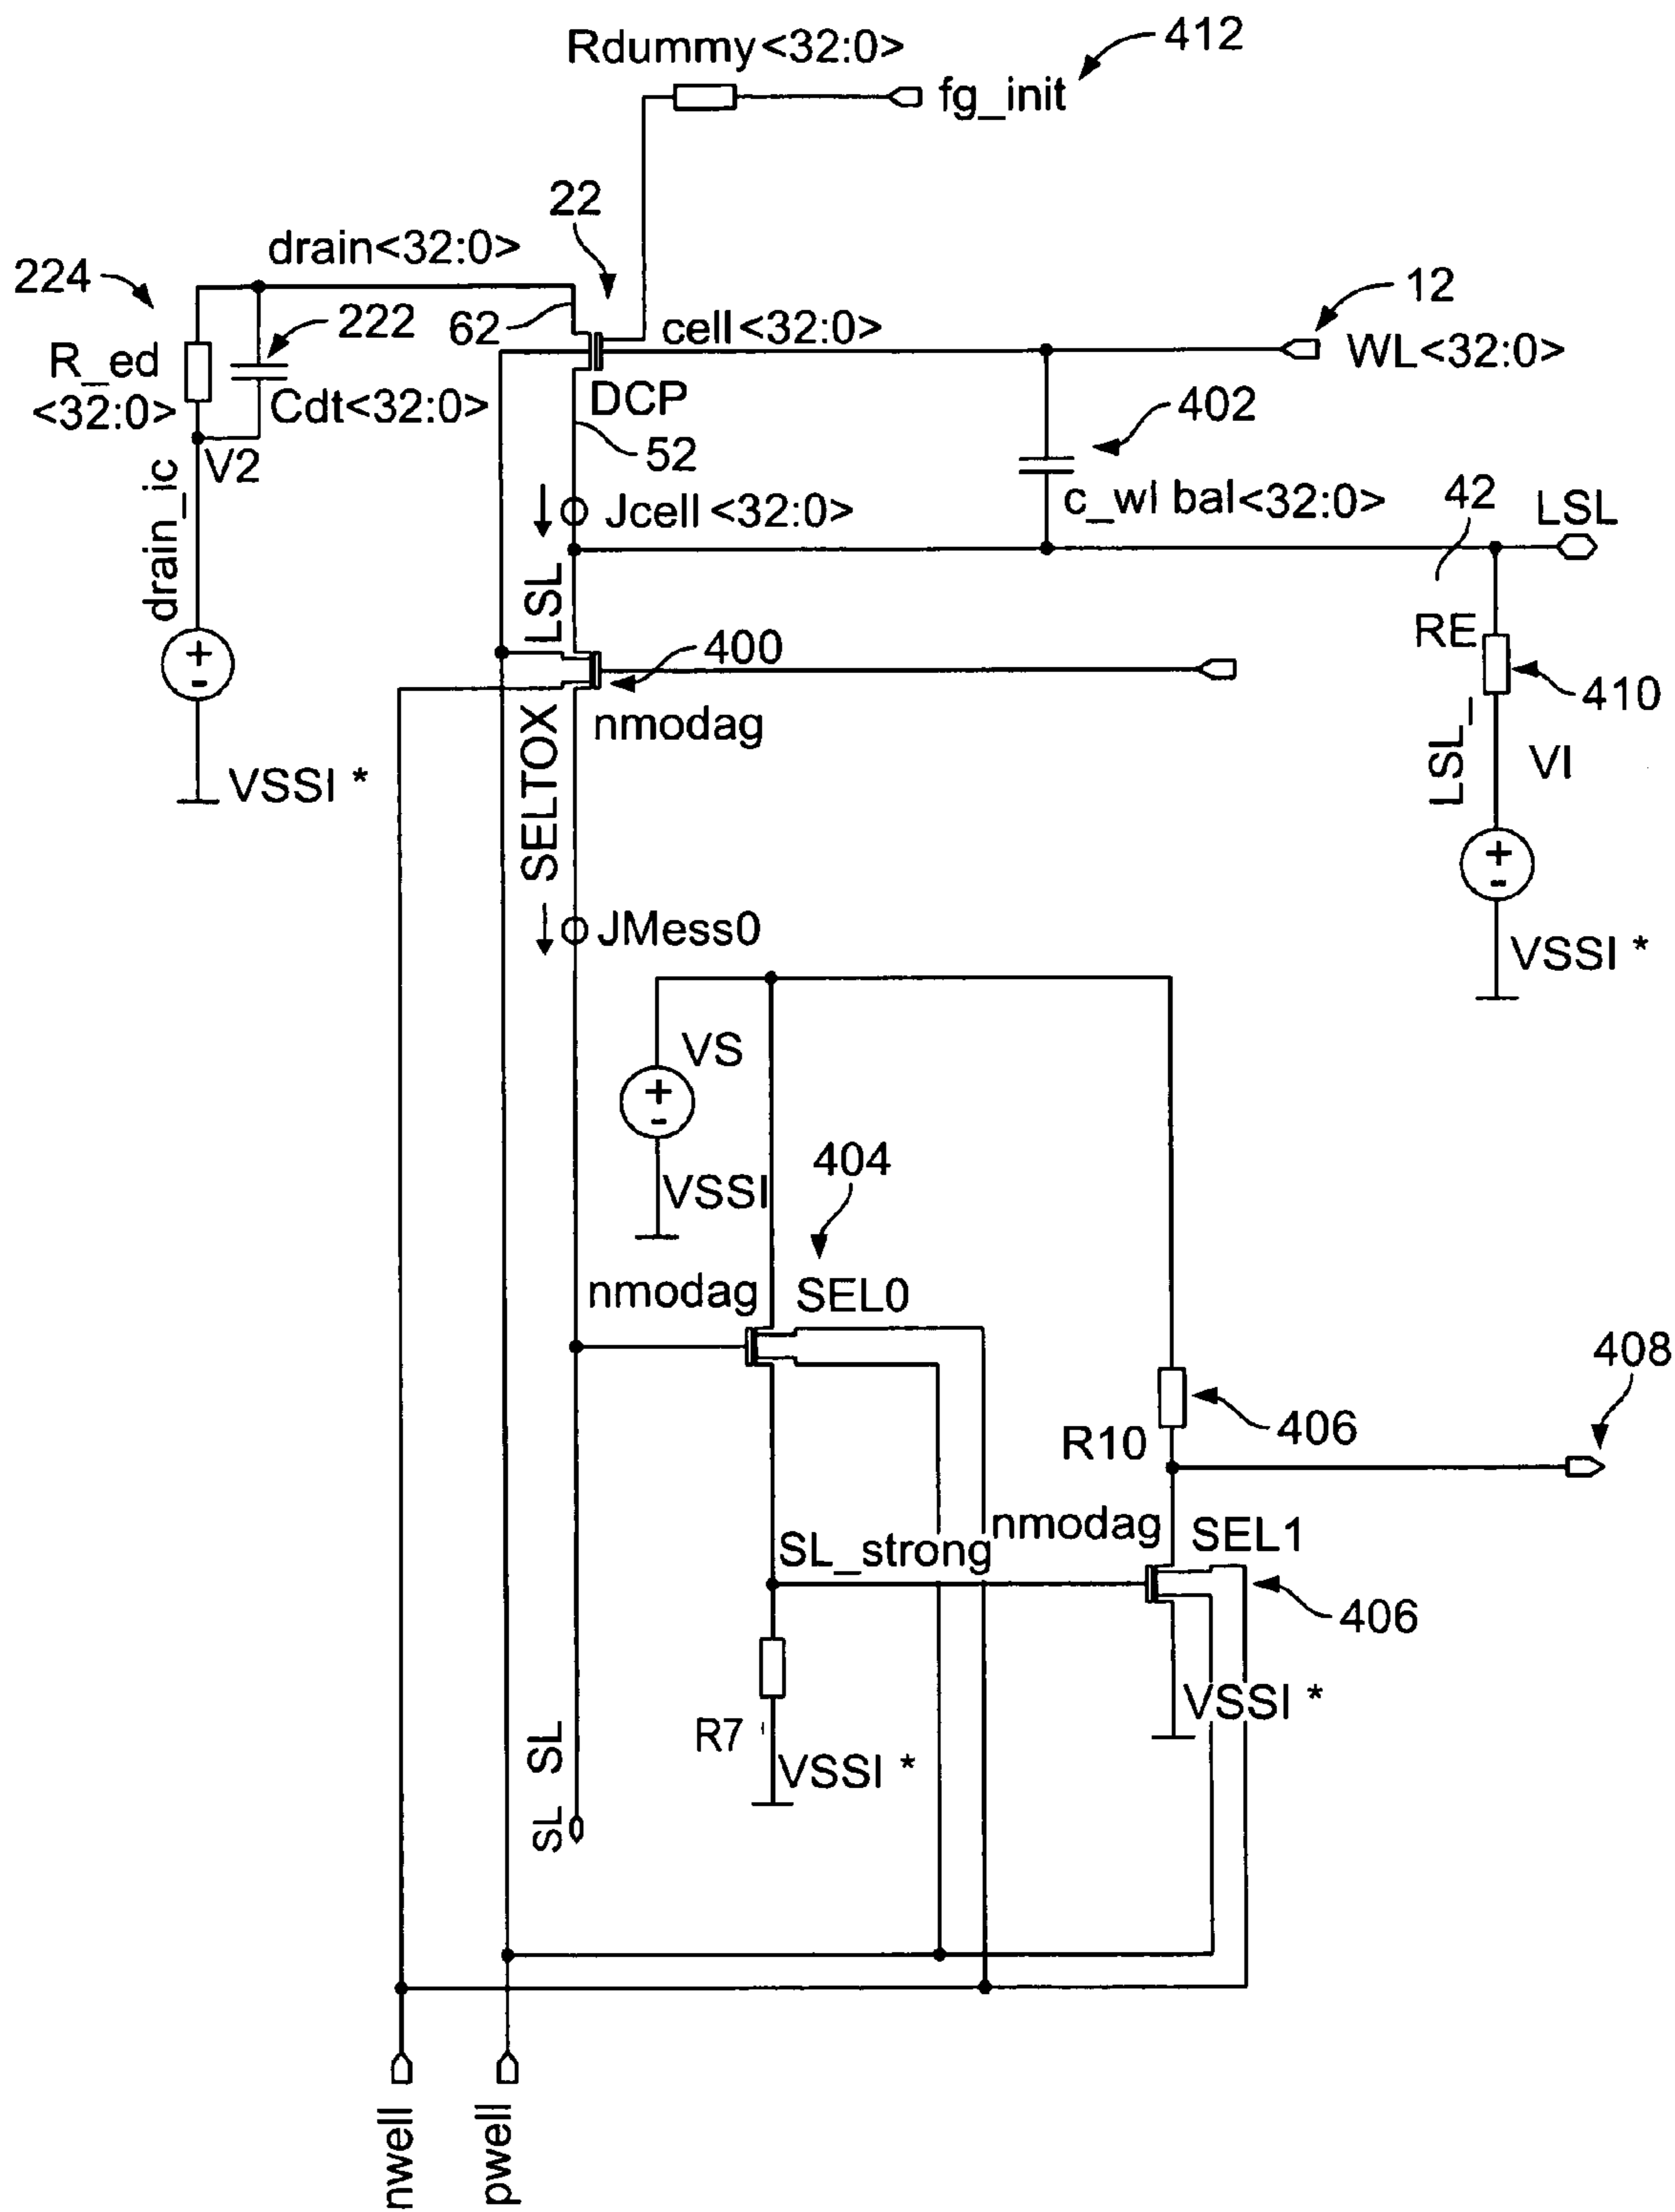 412
Rdummy<32:0>
fg_init
22
drain<32:0>
224
12
222
62
cell<32:0>
WL<32:0>
R_ed
<32:0>
Cdt<32:0>
DCP
402
V2
52
drain_ic
Jcell<32:0>
c_wl bal<32:0>
42
LSL
LSL
RE
400
410
nmodag
LSL_
VI
VSSI *
SELTOX
JMess0
VSSI *
VS
404
VSSI
nmodag
SEL0
408
406
R10
nmodag
SEL1
SL_strong
406
VSSI *
R7
VSSI *
SL
SL
nwell
pwell